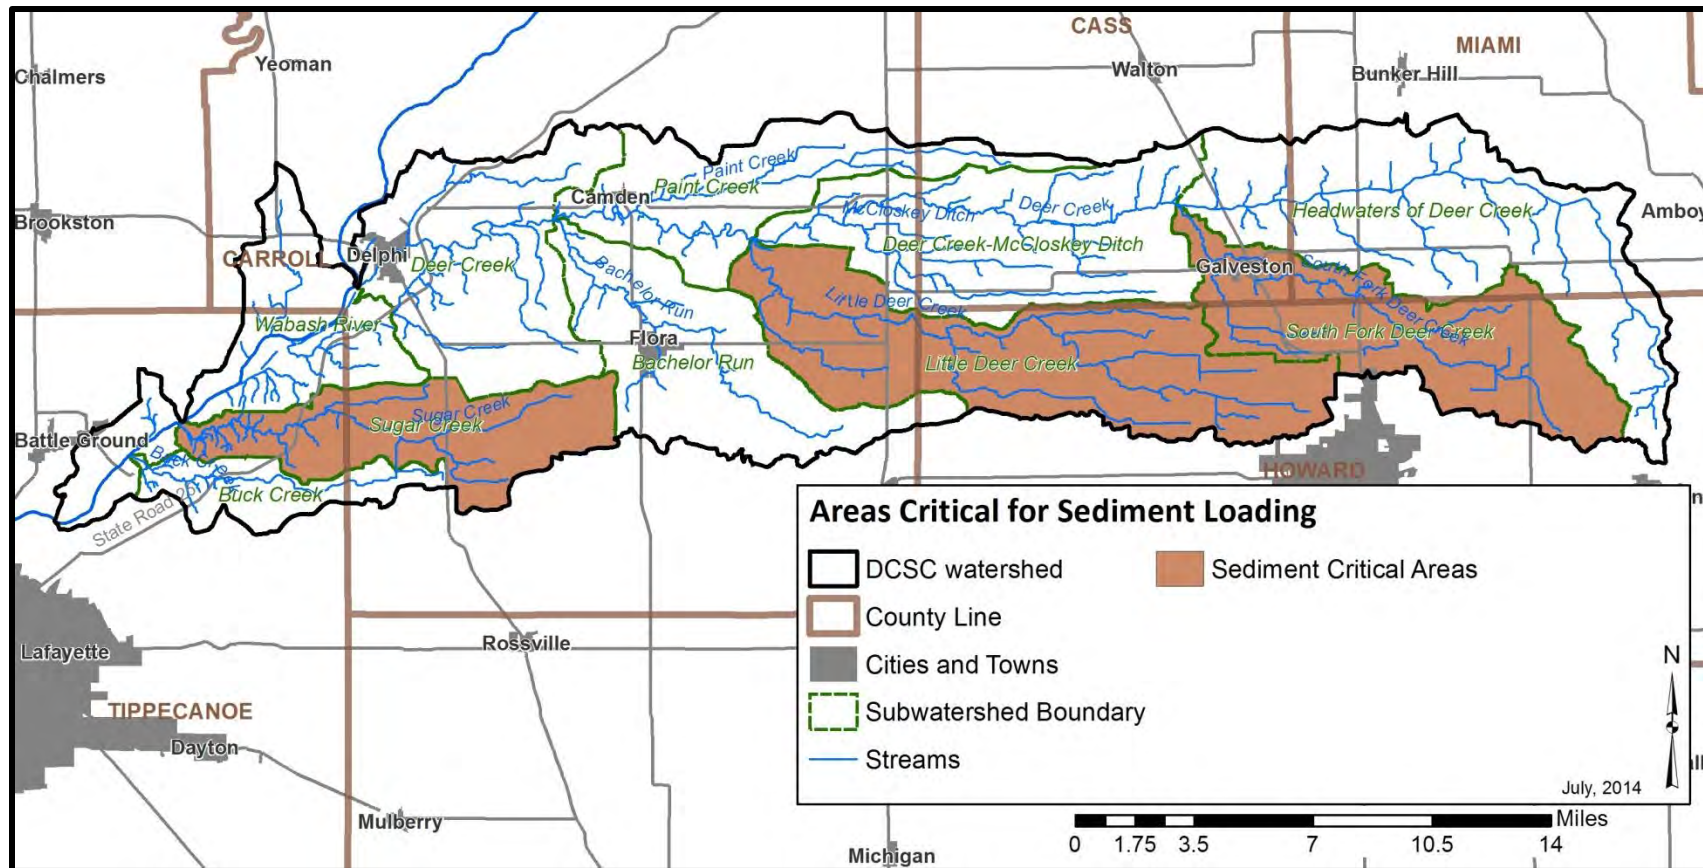 CASS
MIAMI
Yeoman
Chalmers
Walton
Bunker Hill
Paint Creek
Paint Creek
Camden
McCloskey Ditch
Deer Creek
Headwaters of Deer Creek
Amboy
Brookston
Deer Creek-McCloskey Ditch
CARROLL
Delphi
Deer Creek
Galveston
South Fork Deer Creek
Bachelor Run
Little Deer Creek
Wabash River
Flora
South Fork Deer Creek
Bachelor Run
Little Deer Creek
Sugar Creek
Sugar Creek
Battle Ground
Buck Creek
Buck Creek
HOWARD
State Road 25
Areas Critical for Sediment Loading
DCSC watershed
Sediment Critical Areas
County Line
Cities and Towns
Subwatershed Boundary
Streams
N
July, 2014
Lafayette
Rossville
TIPPECANOE
Dayton
Mulberry
Michigan
Miles
0 1.75 3.5 7 10.5 14